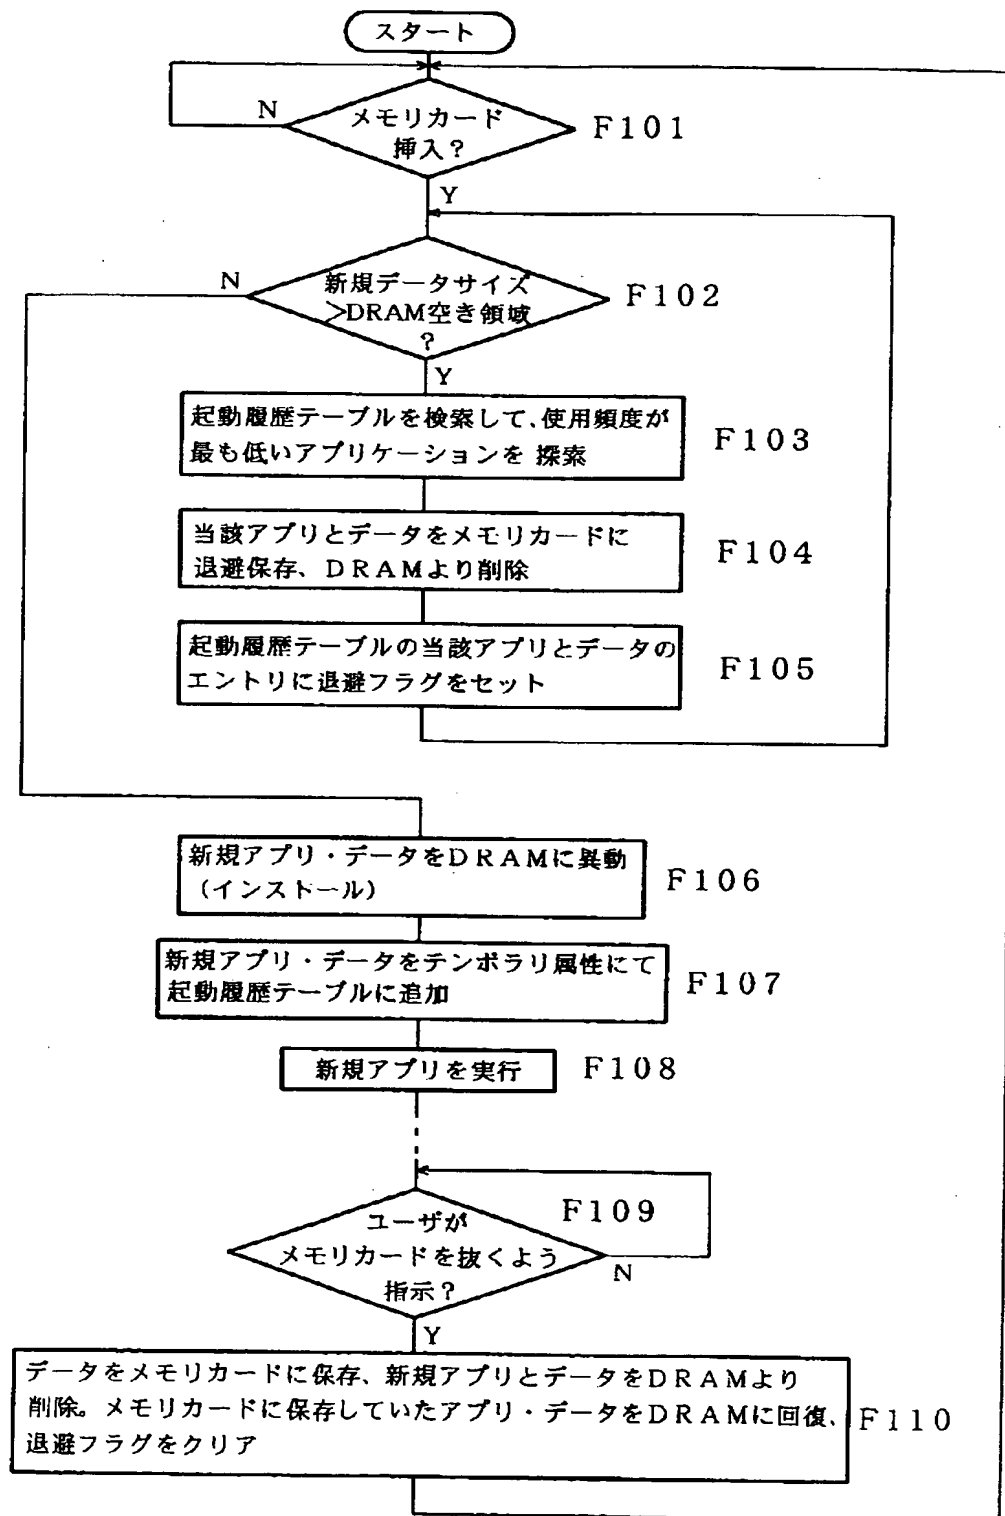 スタート
N
メモリカード
挿入?
F101
Y
N
新規データサイズ
>DRAM空き領域
?
F102
Y
起動履歴テーブルを検索して、使用頻度が
最も低いアプリケーションを 探索
F103
当該アプリとデータをメモリカードに
退避保存、DRAMより削除
F104
起動履歴テーブルの当該アプリとデータの
エントリに退避フラグをセット
F105
新規アプリ・データをDRAMに異動
(インストール)
F106
新規アプリ・データをテンポラリ属性にて
起動履歴テーブルに追加
F107
新規アプリを実行
F108
F109
ユーザが
メモリカードを抜くよう
指示?
N
Y
データをメモリカードに保存、新規アプリとデータをDRAMより
削除。メモリカードに保存していたアプリ・データをDRAMに回復、
退避フラグをクリア
F110